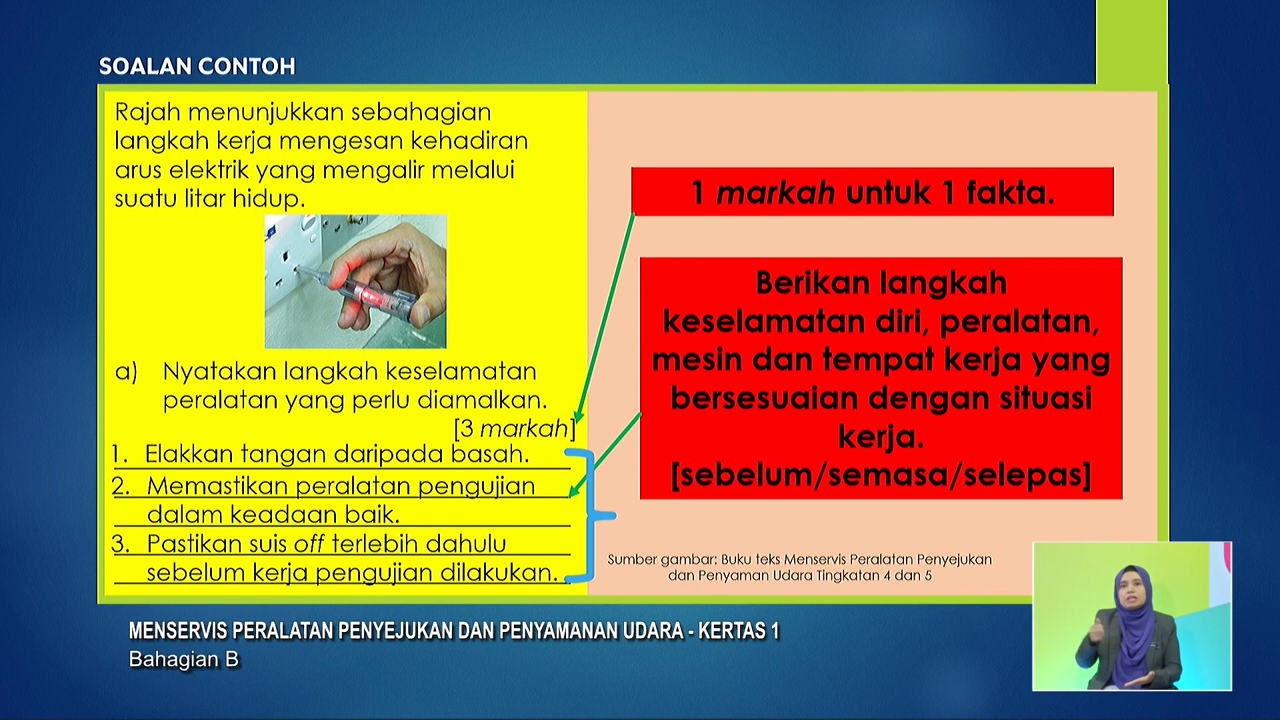 SOALAN CONTOH
Rajah menunjukkan sebahagian
langkah kerja mengesan kehadiran
arus elektrik yang mengalir melalui
suatu litar hidup.
a) Nyatakan langkah keselamatan
peralatan yang perlu diamalkan.
[3 markah]
1. Elakkan tangan daripada basah.
2. Memastikan peralatan pengujian
dalam keadaan baik.
3. Pastikan suis off terlebih dahulu
sebelum kerja pengujian dilakukan.
1 markah untuk 1 fakta.
Berikan langkah
keselamatan diri, peralatan,
mesin dan tempat kerja yang
bersesuaian dengan situasi
kerja.
[sebelum/semasa/selepas]
Sumber gambar: Buku teks Menservis Peralatan Penyejukan
dan Penyaman Udara Tingkatan 4 dan 5
MENSERVIS PERALATAN PENYEJUKAN DAN PENYAMANAN UDARA - KERTAS 1
Bahagian B